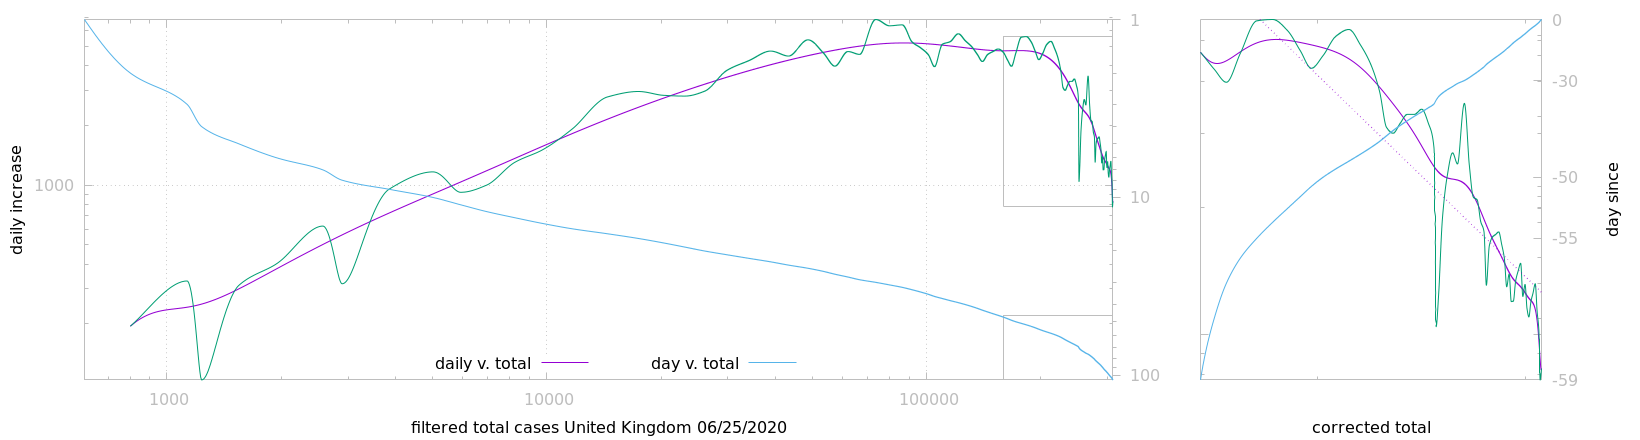 1
0
-30
10
1000
-50
-55
daily increase
day since
daily v. total
day v. total
100
-59
1000
10000
100000
filtered total cases United Kingdom 06/25/2020
corrected total